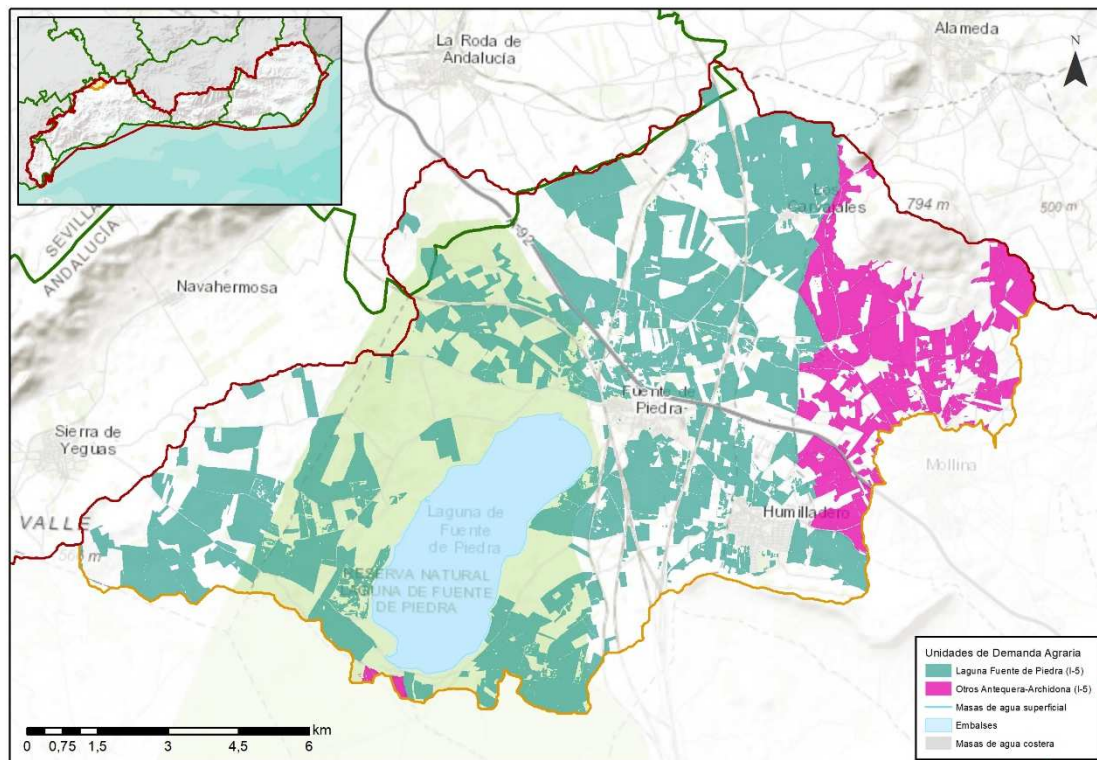 La Roda de
Andalucía
Alameda
N
SEVILLA
ANDALUCÍA
Navahermosa
Los
Carvajales
794 m
500 m
Fuente de
Piedra
Sierra de
Yeguas
Mollina
Humilladero
VALLE
Laguna de
Fuente
de Piedra
RESERVA NATURAL
LAGUNA DE FUENTE
DE PIEDRA
km
0 0,75 1,5 3 4,5 6
Unidades de Demanda Agraria
Laguna Fuente de Piedra (I-5)
Otros Antequera-Archidona (I-5)
Masas de agua superficial
Embalses
Masas de agua costera